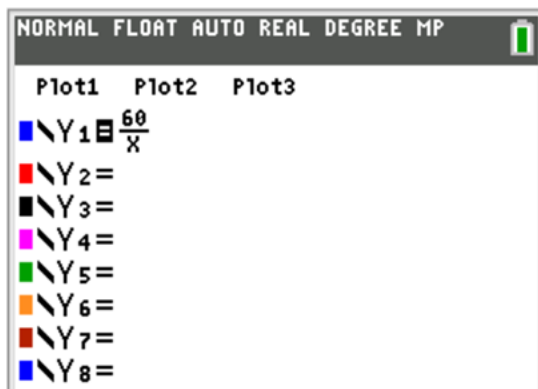 NORMAL FLOAT AUTO REAL DEGREE MP
Plot1 Plot2 Plot3
\Y1=60/X
\Y2=
\Y3=
\Y4=
\Y5=
\Y6=
\Y7=
\Y8=